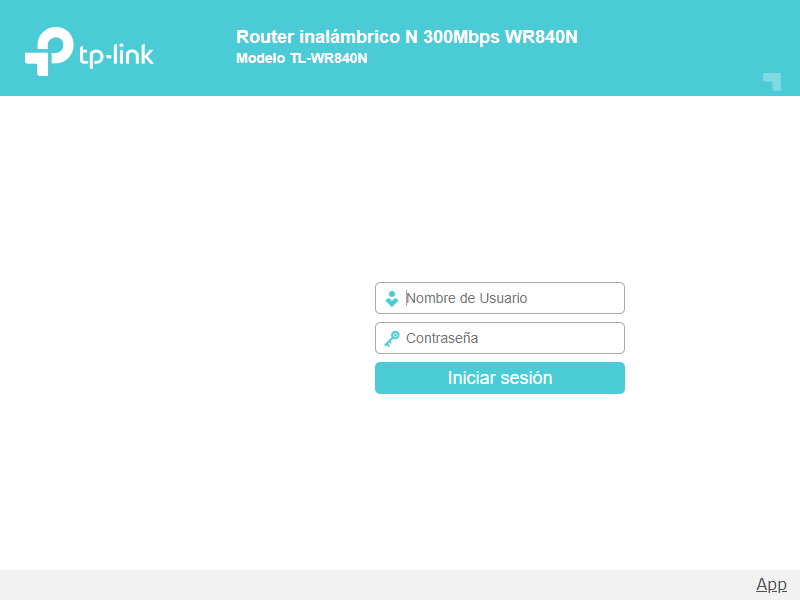 tp-link
Router inalámbrico N 300Mbps WR840N
Modelo TL-WR840N
Nombre de Usuario
Contraseña
Iniciar sesión
App